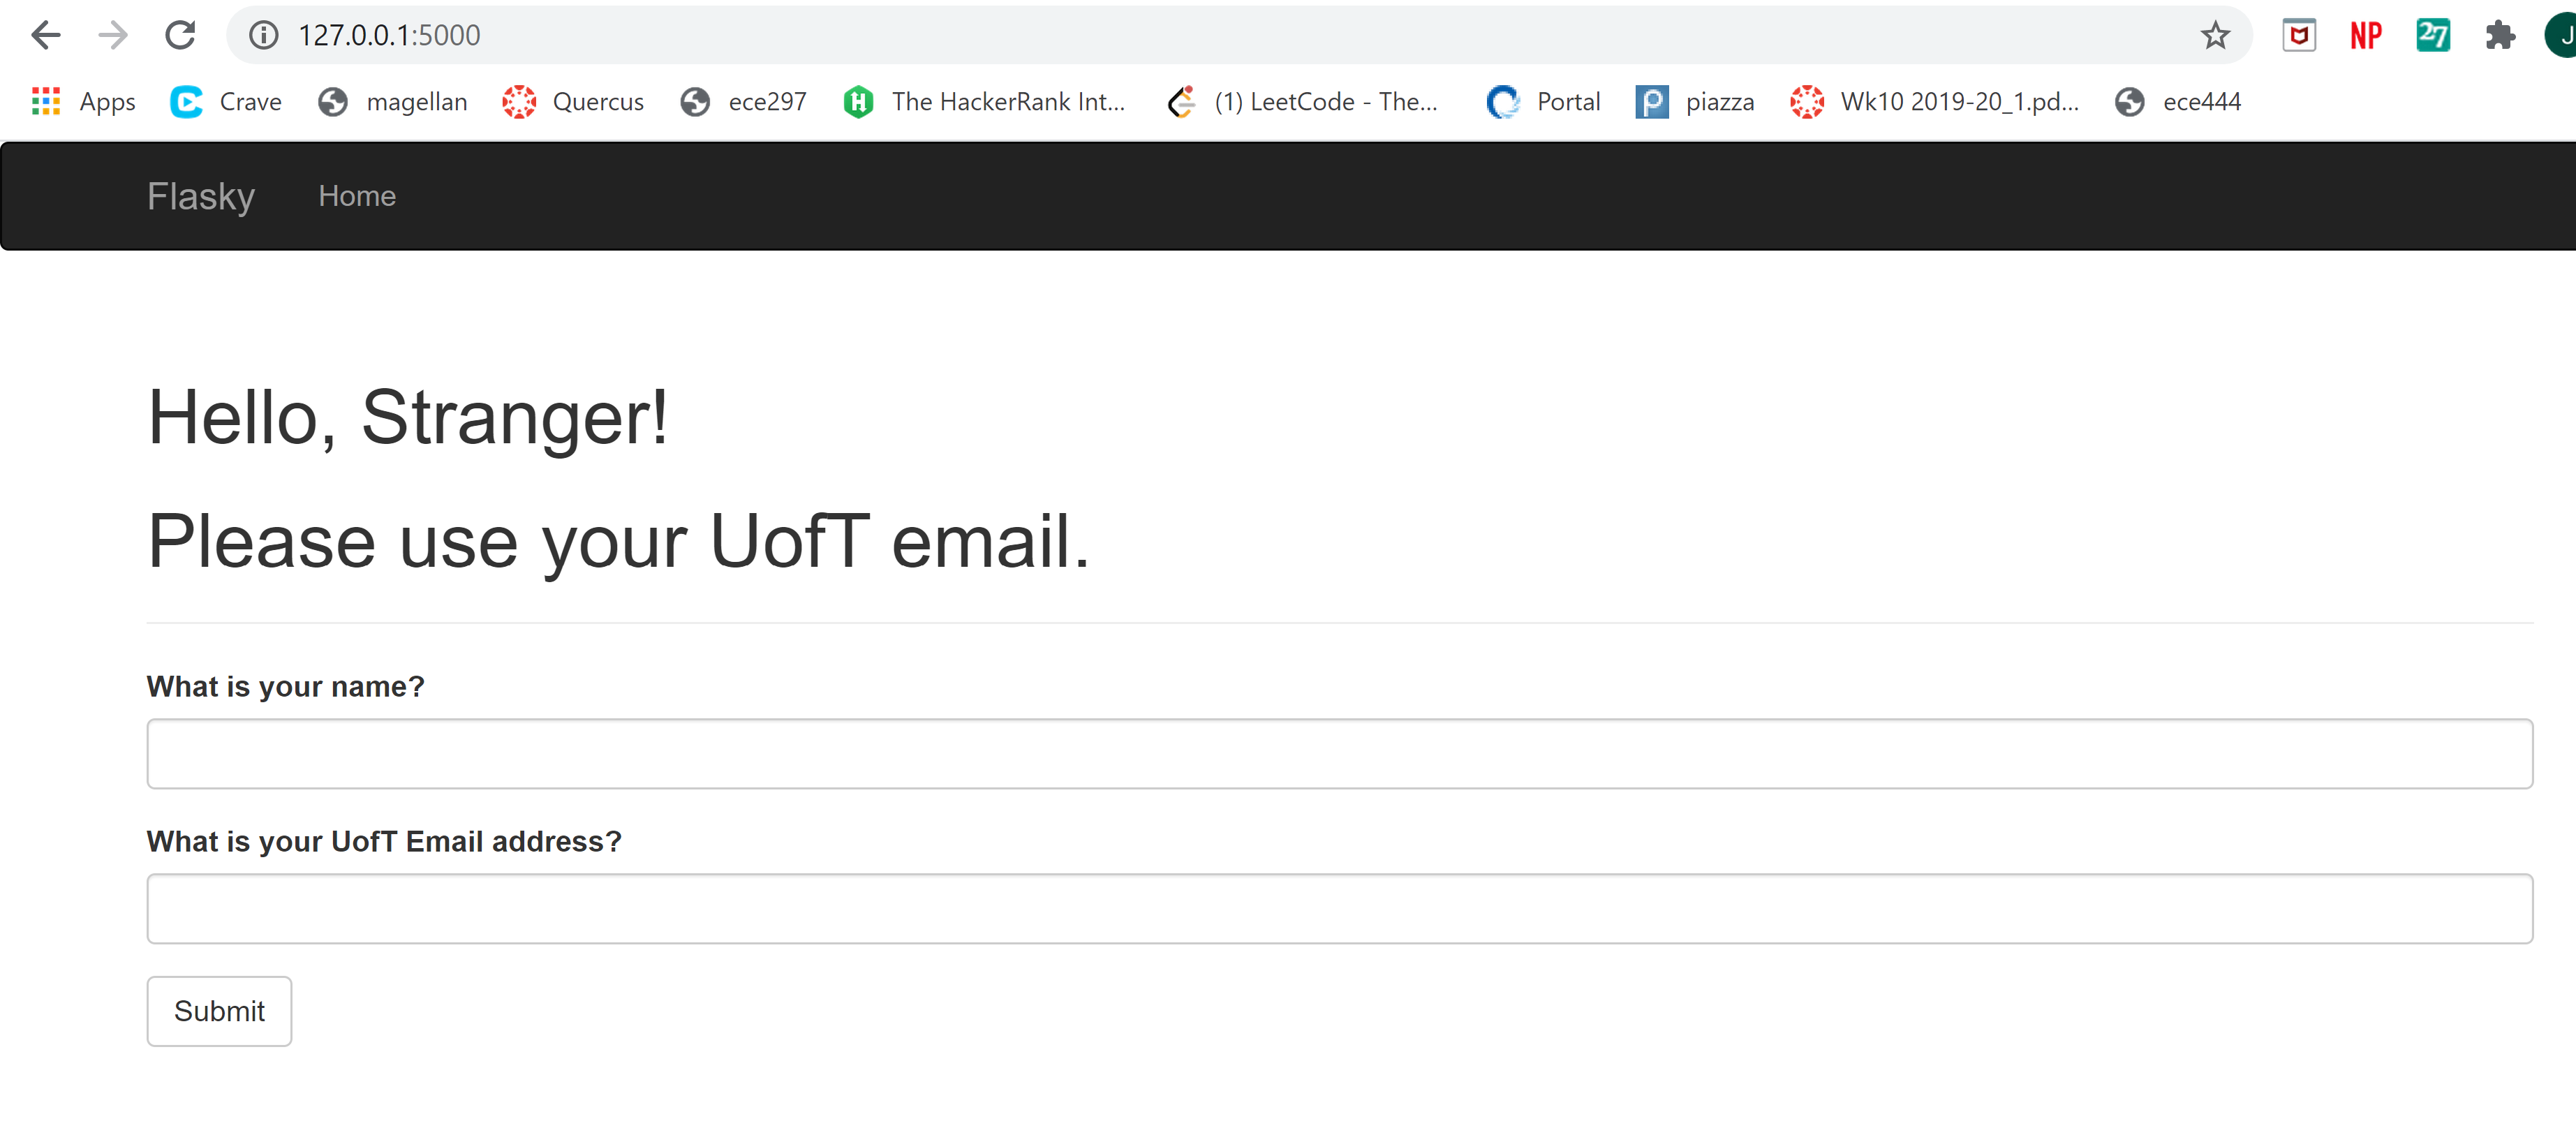 127.0.0.1:5000
NP
27
J
Apps Crave magellan Quercus ece297 The HackerRank Int... (1) LeetCode - The... Portal piazza Wk10 2019-20_1.pd... ece444
Flasky Home
Hello, Stranger!
Please use your UofT email.
What is your name?
What is your UofT Email address?
Submit